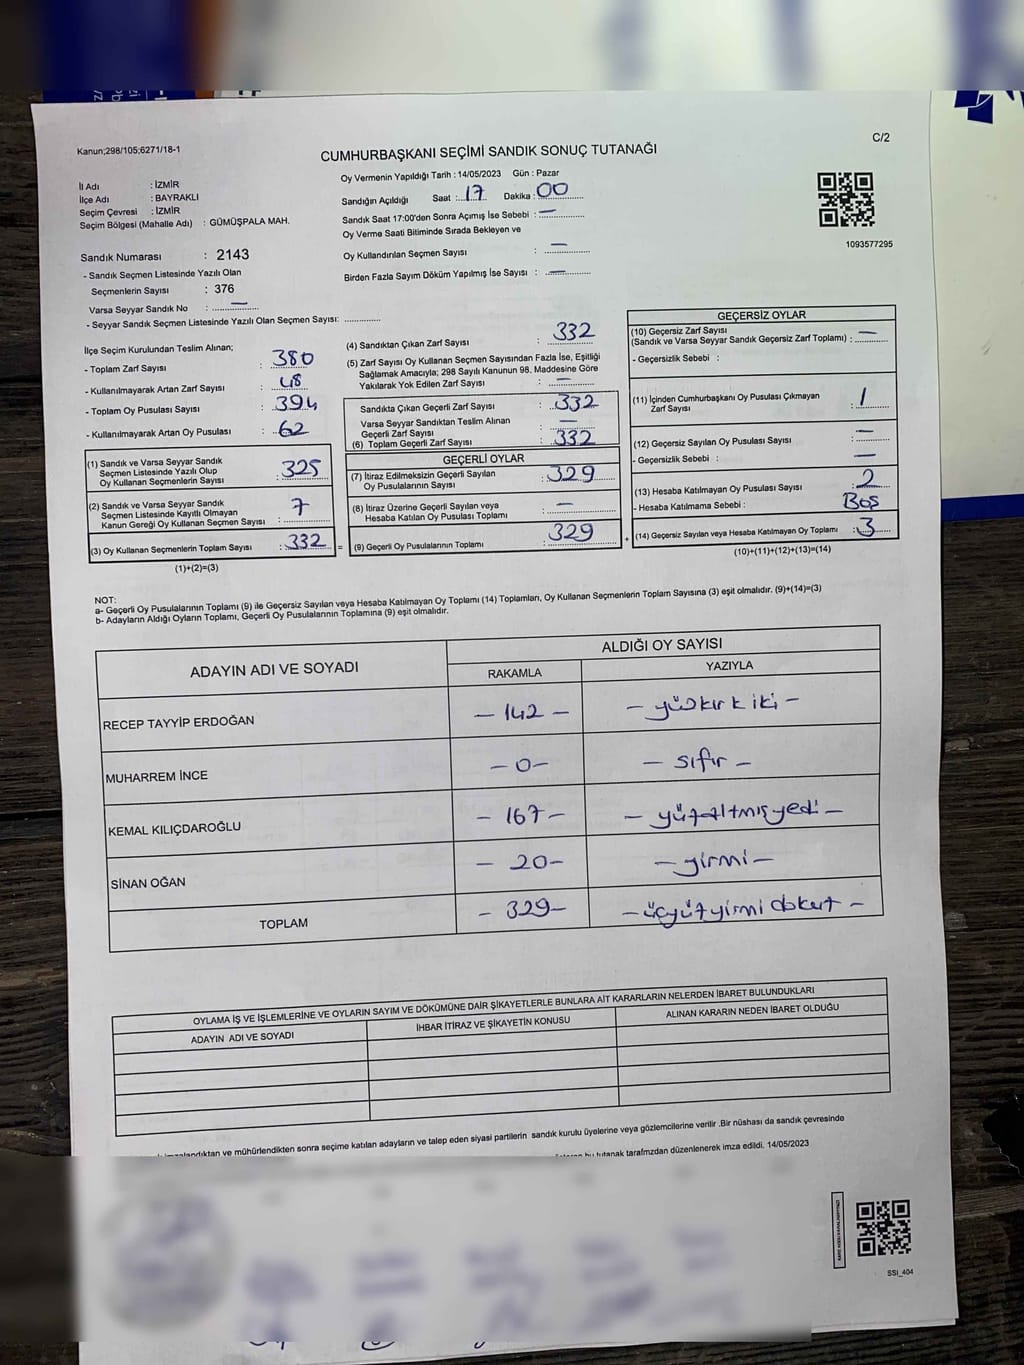 Kanun;298/105;6271/18-1
C/2
CUMHURBAŞKANI SEÇİMİ SANDIK SONUÇ TUTANAĞI
İl Adı : İZMİR
İlçe Adı : BAYRAKLI
Seçim Çevresi : İZMİR
Seçim Bölgesi (Mahalle Adı) : GÜMÜŞPALA MAH.
Sandık Numarası : 2143
- Sandık Seçmen Listesinde Yazılı Olan
Seçmenlerin Sayısı : 376
Varsa Seyyar Sandık No : —
- Seyyar Sandık Seçmen Listesinde Yazılı Olan Seçmen Sayısı: ..............
Oy Vermenin Yapıldığı Tarih : 14/05/2023 Gün : Pazar
Sandığın Açıldığı Saat : 17 Dakika : 00
Sandık Saat 17:00'den Sonra Açımış İse Sebebi : —
Oy Verme Saati Bitiminde Sırada Bekleyen ve
Oy Kullandırılan Seçmen Sayısı : —
Birden Fazla Sayım Döküm Yapılmış İse Sayısı : —
1093577295
İlçe Seçim Kurulundan Teslim Alınan;
- Toplam Zarf Sayısı : 380
- Kullanılmayarak Artan Zarf Sayısı : 48
- Toplam Oy Pusulası Sayısı : 394
- Kullanılmayarak Artan Oy Pusulası : 62
(1) Sandık ve Varsa Seyyar Sandık
Seçmen Listesinde Yazılı Olup
Oy Kullanan Seçmenlerin Sayısı : 325
(2) Sandık ve Varsa Seyyar Sandık
Seçmen Listesinde Kayıtlı Olmayan
Kanun Gereği Oy Kullanan Seçmen Sayısı : 7
(3) Oy Kullanan Seçmenlerin Toplam Sayısı : 332
(1)+(2)=(3)
=
(4) Sandıktan Çıkan Zarf Sayısı : 332
(5) Zarf Sayısı Oy Kullanan Seçmen Sayısından Fazla İse, Eşitliği
Sağlamak Amacıyla; 298 Sayılı Kanunun 98. Maddesine Göre
Yakılarak Yok Edilen Zarf Sayısı : —
Sandıkta Çıkan Geçerli Zarf Sayısı : 332
Varsa Seyyar Sandıktan Teslim Alınan
Geçerli Zarf Sayısı : —
(6) Toplam Geçerli Zarf Sayısı : 332
GEÇERLİ OYLAR
(7) İtiraz Edilmeksizin Geçerli Sayılan
Oy Pusulalarının Sayısı : 329
(8) İtiraz Üzerine Geçerli Sayılan veya
Hesaba Katılan Oy Pusulası Toplamı : —
(9) Geçerli Oy Pusulalarının Toplamı : 329
+
GEÇERSİZ OYLAR
(10) Geçersiz Zarf Sayısı
(Sandık ve Varsa Seyyar Sandık Geçersiz Zarf Toplamı) : —
- Geçersizlik Sebebi :
(11) İçinden Cumhurbaşkanı Oy Pusulası Çıkmayan
Zarf Sayısı : 1
(12) Geçersiz Sayılan Oy Pusulası Sayısı : —
- Geçersizlik Sebebi : —
(13) Hesaba Katılmayan Oy Pusulası Sayısı : 2
- Hesaba Katılmama Sebebi : Boş
(14) Geçersiz Sayılan veya Hesaba Katılmayan Oy Toplamı : 3
(10)+(11)+(12)+(13)=(14)
NOT:
a- Geçerli Oy Pusulalarının Toplamı (9) ile Geçersiz Sayılan veya Hesaba Katılmayan Oy Toplamı (14) Toplamları, Oy Kullanan Seçmenlerin Toplam Sayısına (3) eşit olmalıdır. (9)+(14)=(3)
b- Adayların Aldığı Oyların Toplamı, Geçerli Oy Pusulalarının Toplamına (9) eşit olmalıdır.
ADAYIN ADI VE SOYADI
ALDIĞI OY SAYISI
RAKAMLA YAZIYLA
RECEP TAYYİP ERDOĞAN — 142 — — yüzkırk iki —
MUHARREM İNCE — 0 — — sıfır —
KEMAL KILIÇDAROĞLU — 167 — — yüzaltmışyedi —
SİNAN OĞAN — 20 — — yirmi —
TOPLAM — 329 — — üçyüzyirmi dokuz —
OYLAMA İŞ VE İŞLEMLERİNE VE OYLARIN SAYIM VE DÖKÜMÜNE DAİR ŞİKAYETLERLE BUNLARA AİT KARARLARIN NELERDEN İBARET BULUNDUKLARI
ADAYIN ADI VE SOYADI İHBAR İTİRAZ VE ŞİKAYETİN KONUSU ALINAN KARARIN NEDEN İBARET OLDUĞU
mühürlendikten sonra seçime katılan adayların ve talep eden siyasi partilerin sandık kurulu üyelerine veya gözlemcilerine verilir .Bir nüshası da sandık çevresinde
bu tutanak tarafımzdan düzenlenerek imza edildi. 14/05/2023
SSI_404